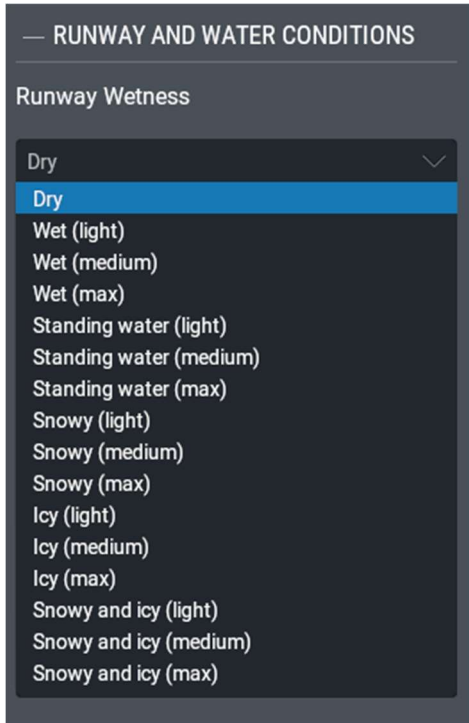 — RUNWAY AND WATER CONDITIONS
Runway Wetness
Dry
Dry
Wet (light)
Wet (medium)
Wet (max)
Standing water (light)
Standing water (medium)
Standing water (max)
Snowy (light)
Snowy (medium)
Snowy (max)
Icy (light)
Icy (medium)
Icy (max)
Snowy and icy (light)
Snowy and icy (medium)
Snowy and icy (max)